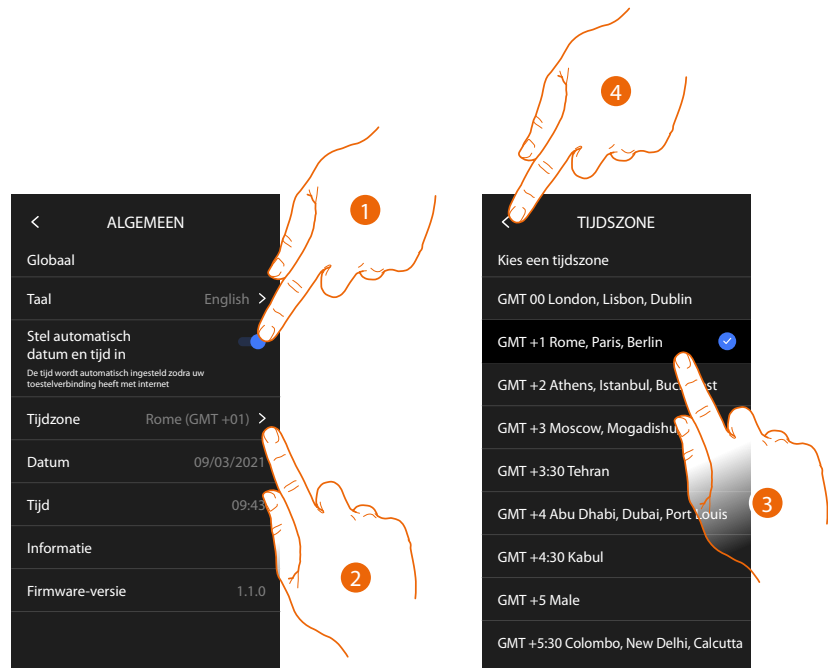 ALGEMEEN
Globaal
Taal English
Stel automatisch
datum en tijd in
De tijd wordt automatisch ingesteld zodra uw
toestelverbinding heeft met internet
Tijdzone Rome (GMT +01)
Datum 09/03/2021
Tijd 09:43
Informatie
Firmware-versie 1.1.0
1
2
4
TIJDSZONE
Kies een tijdszone
GMT 00 London, Lisbon, Dublin
GMT +1 Rome, Paris, Berlin
GMT +2 Athens, Istanbul,
GMT +3 Moscow, Mogadishu
GMT +3:30 Tehran
GMT +4 Abu Dhabi, Dubai, Port Louis
GMT +4:30 Kabul
GMT +5 Male
GMT +5:30 Colombo, New Delhi, Calcutta
3